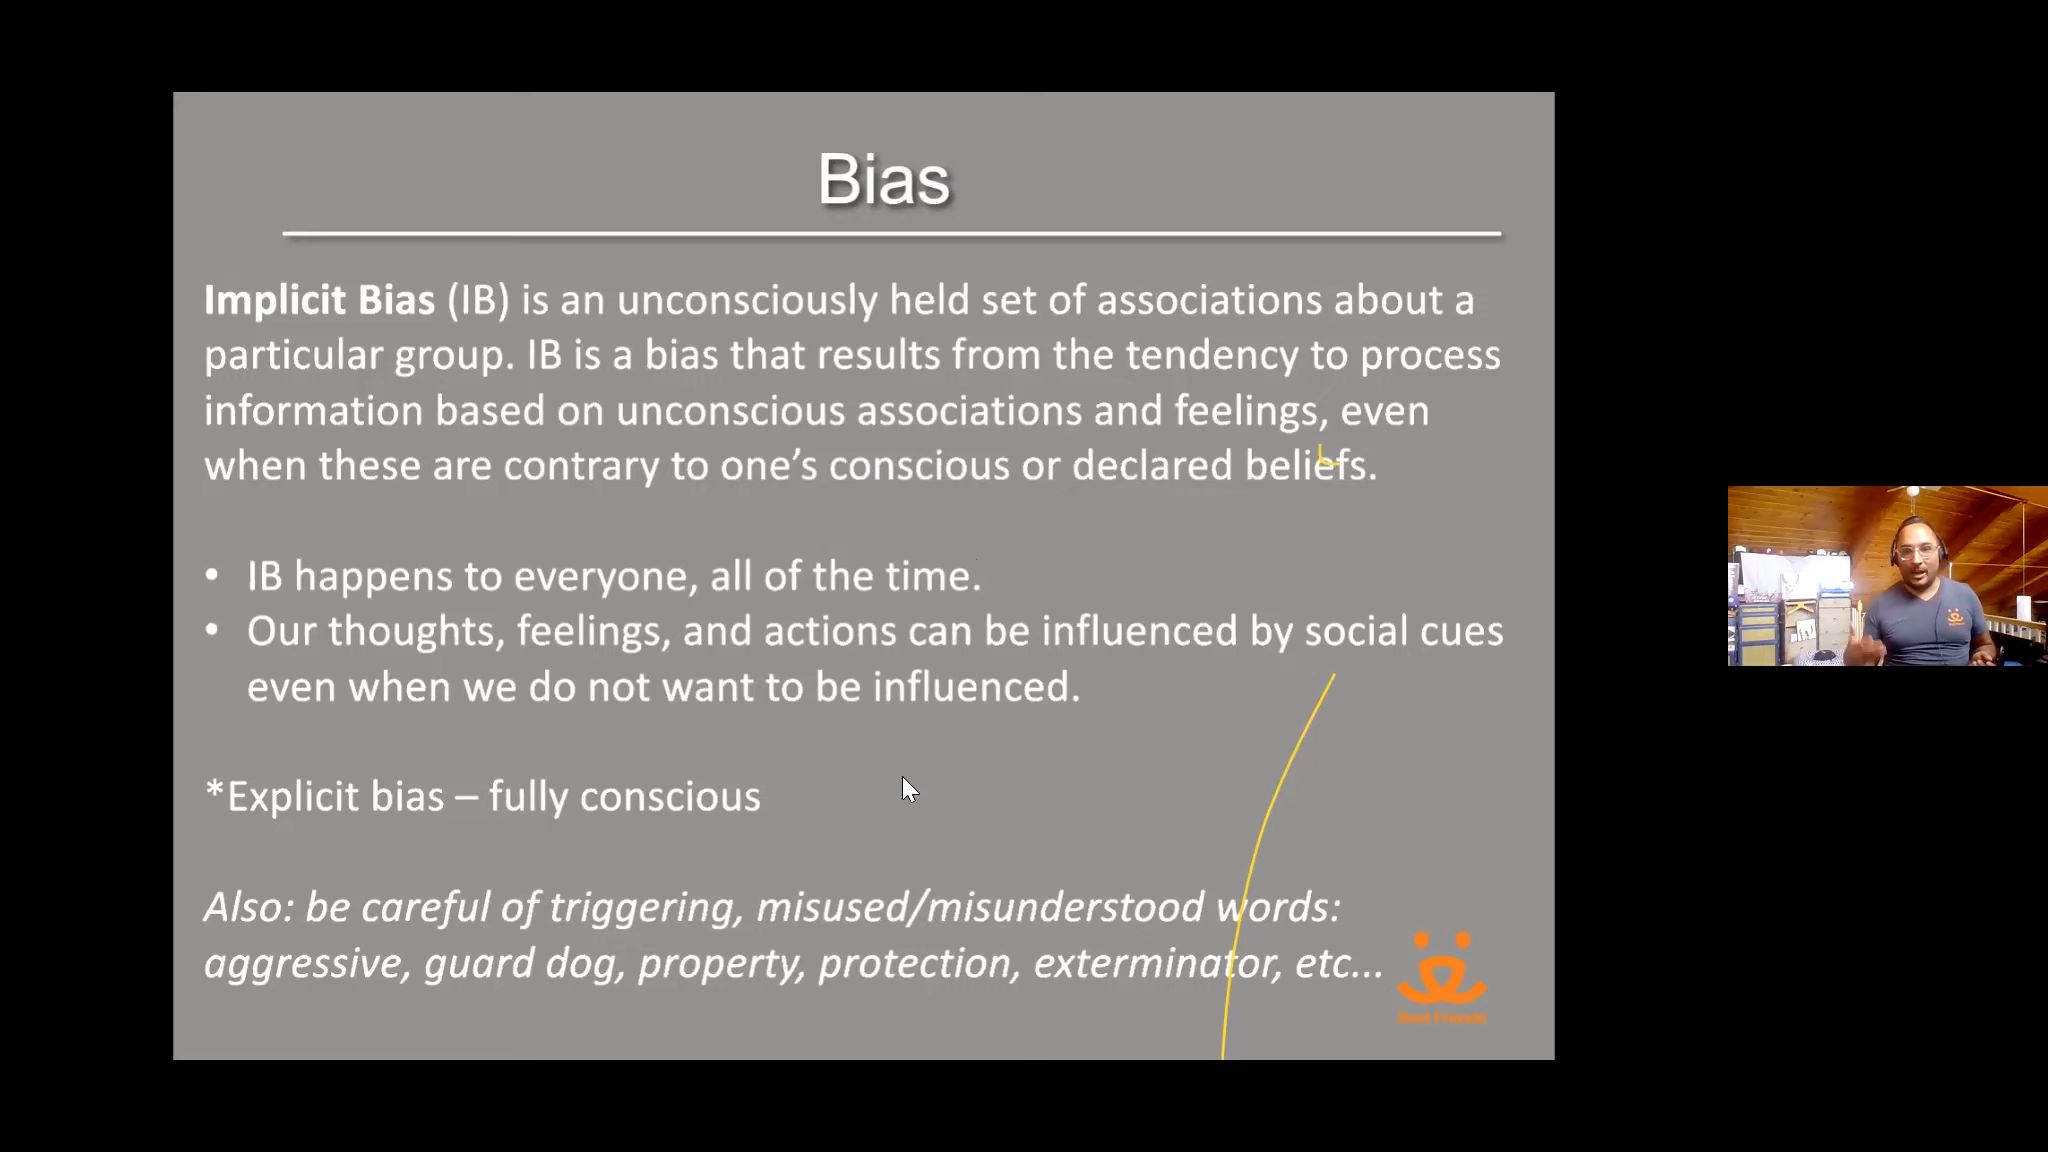 Bias
Implicit Bias (IB) is an unconsciously held set of associations about a
particular group. IB is a bias that results from the tendency to process
information based on unconscious associations and feelings, even
when these are contrary to one’s conscious or declared beliefs.
• IB happens to everyone, all of the time.
• Our thoughts, feelings, and actions can be influenced by social cues
even when we do not want to be influenced.
*Explicit bias – fully conscious
Also: be careful of triggering, misused/misunderstood words:
aggressive, guard dog, property, protection, exterminator, etc...
Best Friends